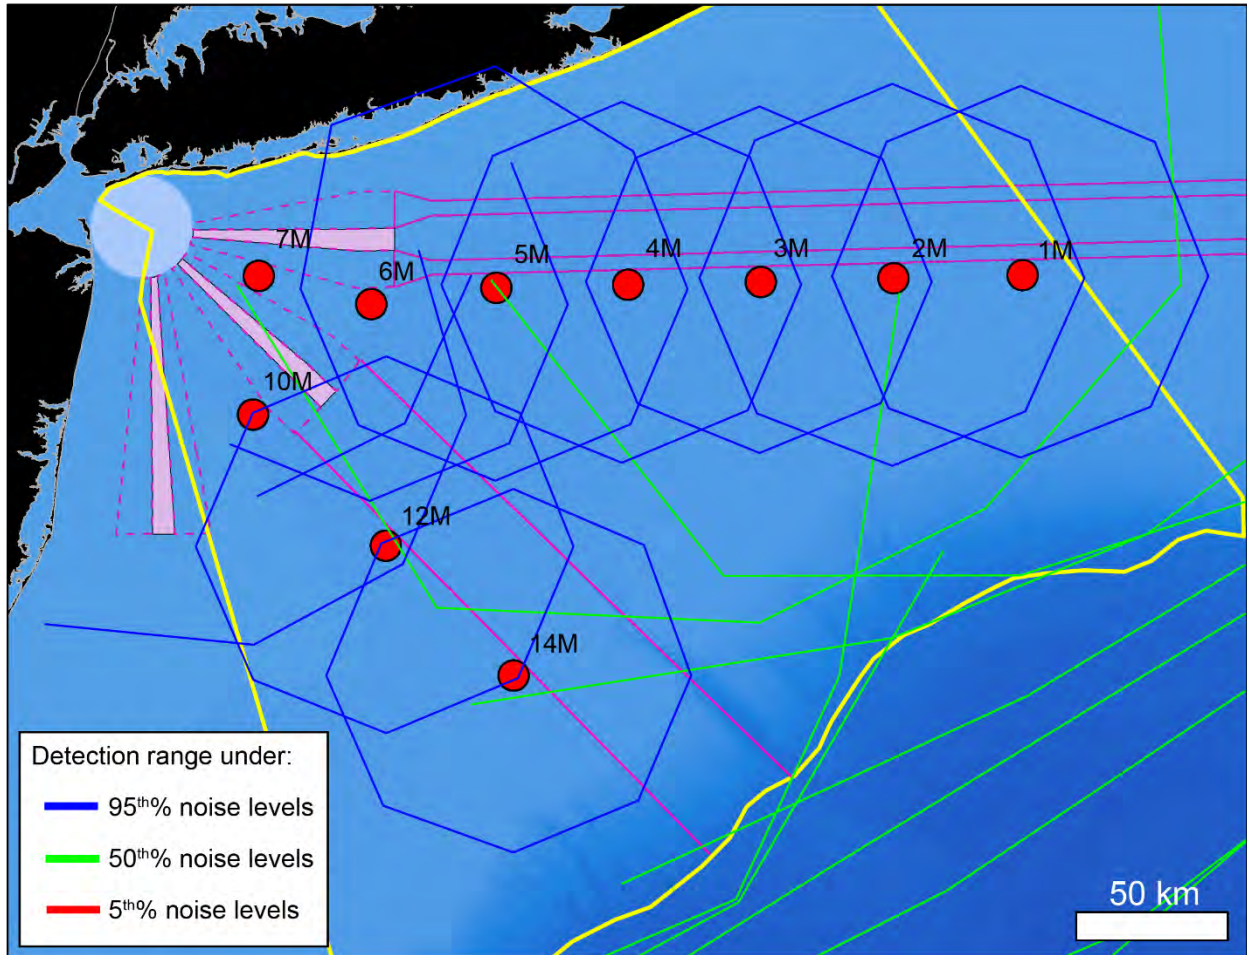 7M
6M
5M
4M
3M
2M
1M
10M
12M
14M
Detection range under:
95th% noise levels
50th% noise levels
5th% noise levels
50 km